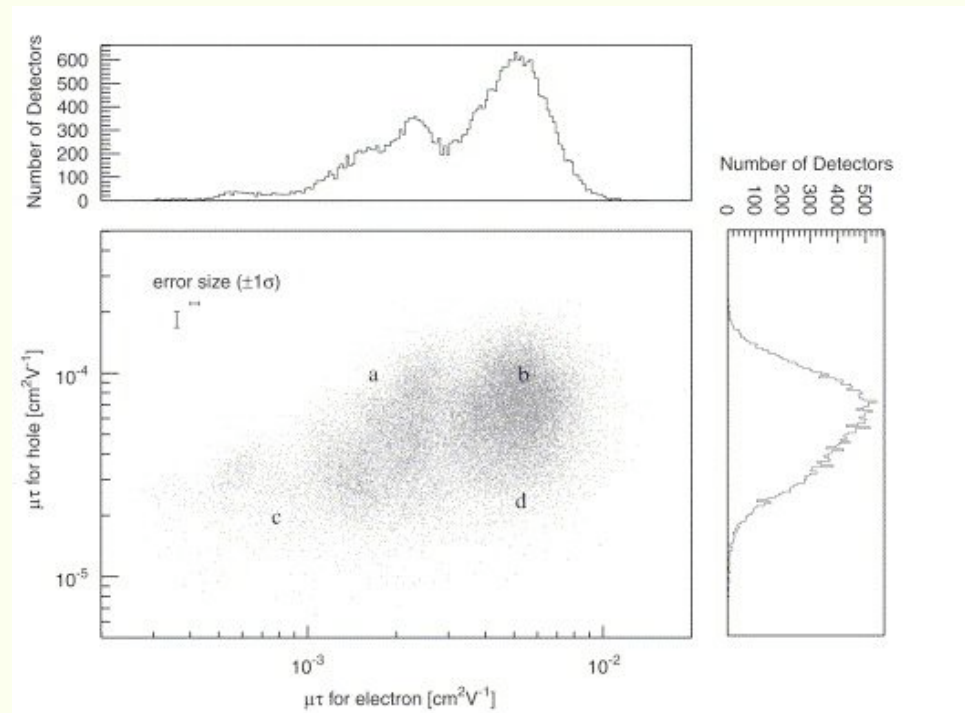 Number of Detectors
600
500
400
300
200
100
0
Number of Detectors
0
100
200
300
400
500
error size (±1σ)
a
b
c
d
10⁻⁴
10⁻⁵
μτ for hole [cm²V⁻¹]
10⁻³
10⁻²
μτ for electron [cm²V⁻¹]